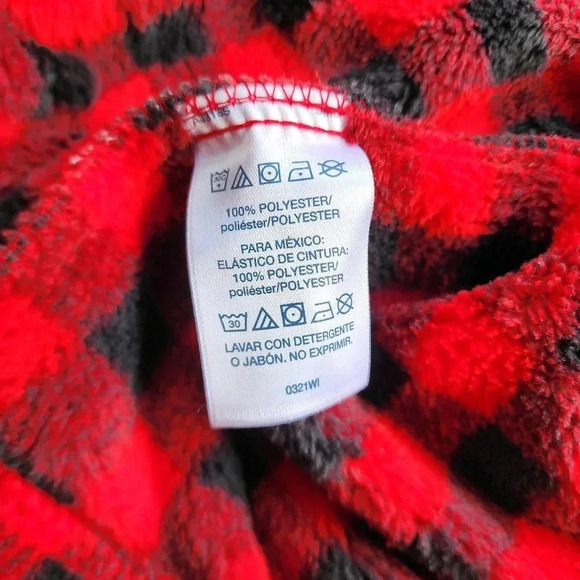 100% POLYESTER/
poliéster/POLYESTER
PARA MÉXICO:
ELÁSTICO DE CINTURA:
100% POLYESTER/
poliéster/POLYESTER
30
LAVAR CON DETERGENTE
O JABÓN. NO EXPRIMIR.
0321WI